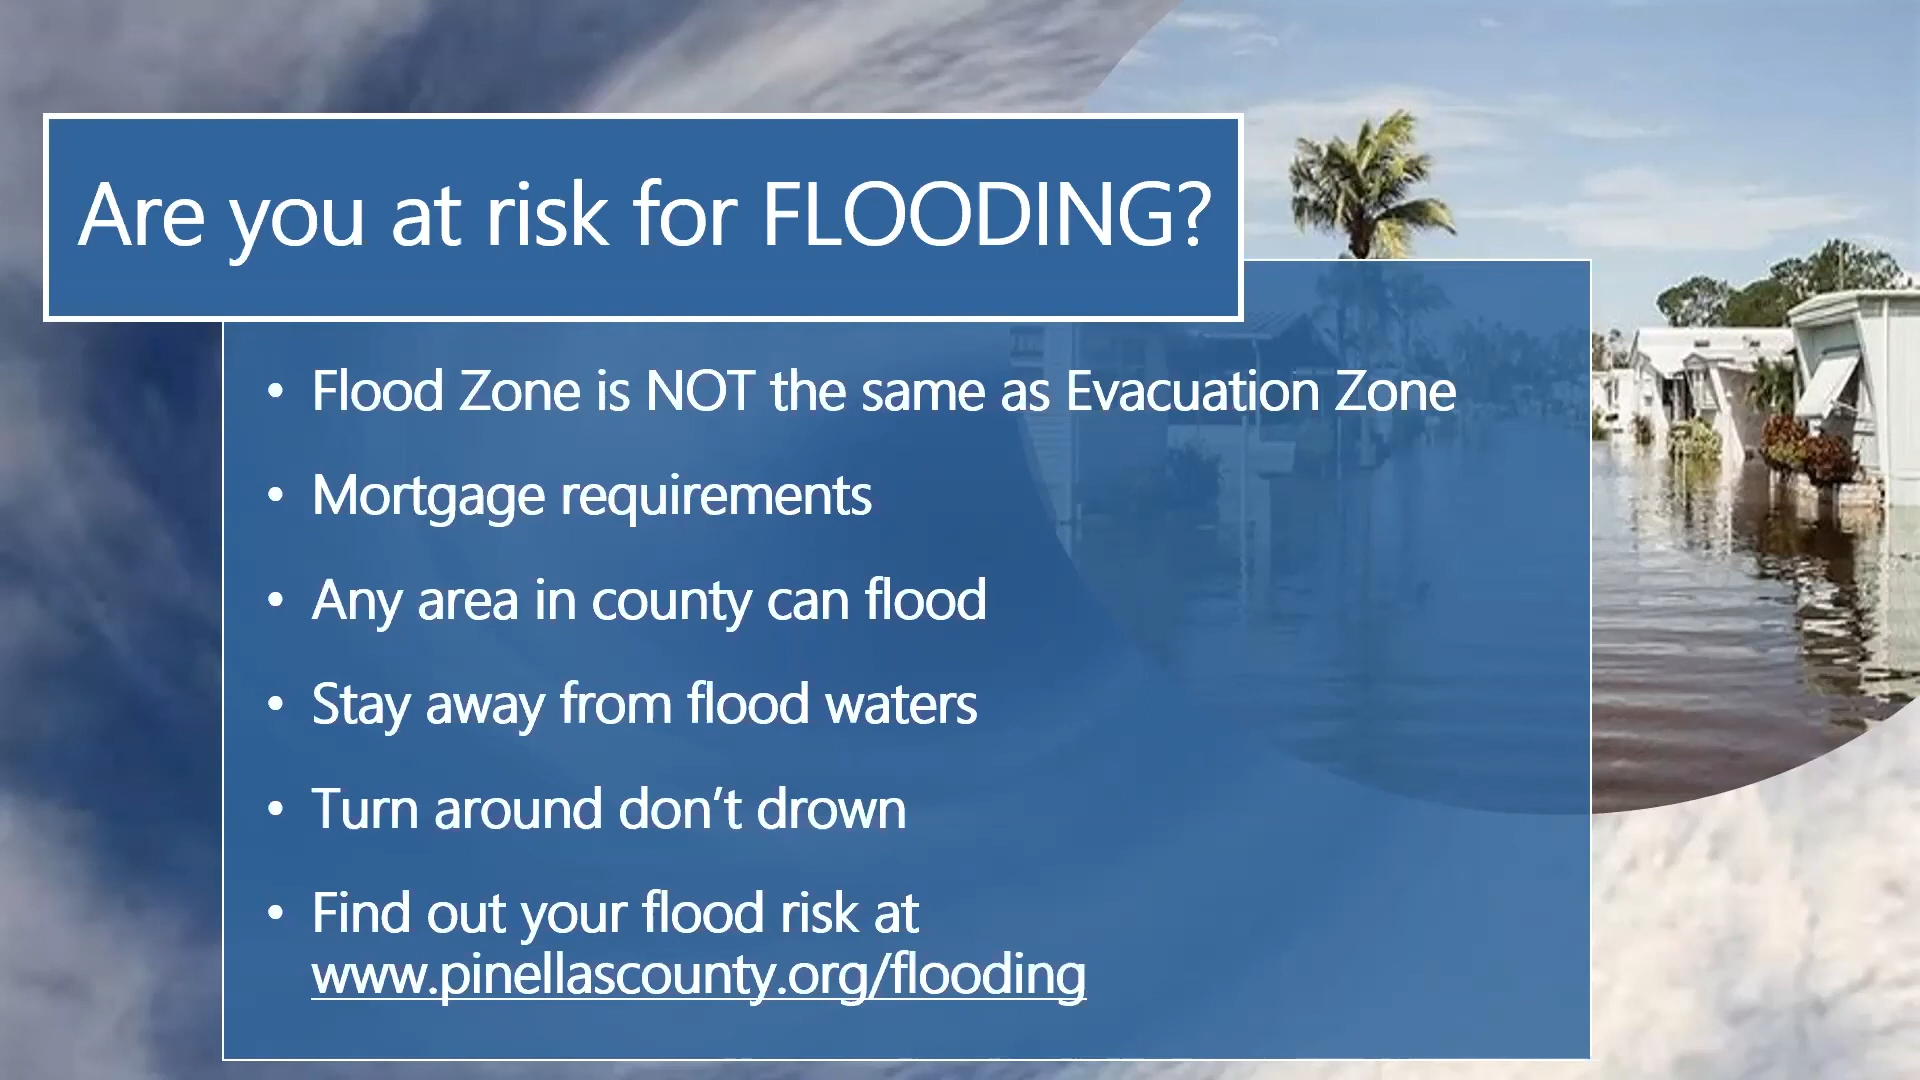 Are you at risk for FLOODING?
• Flood Zone is NOT the same as Evacuation Zone
• Mortgage requirements
• Any area in county can flood
• Stay away from flood waters
• Turn around don’t drown
• Find out your flood risk at
www.pinellascounty.org/flooding